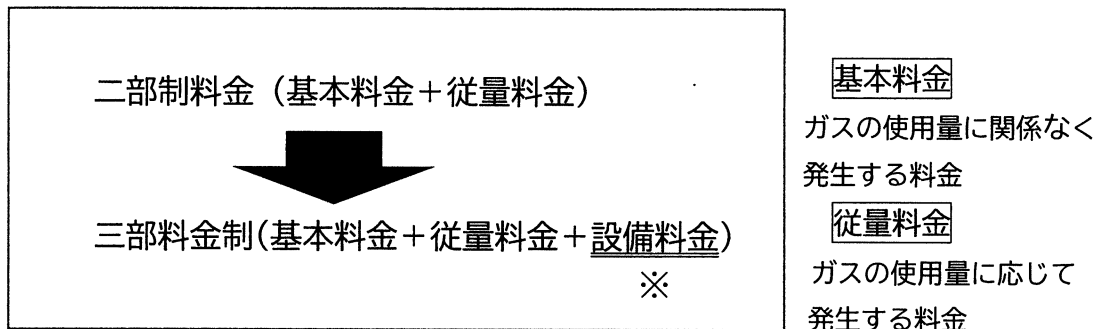 二部制料金（基本料金＋従量料金）
三部料金制(基本料金＋従量料金＋設備料金)
※
基本料金
ガスの使用量に関係なく
発生する料金
従量料金
ガスの使用量に応じて
発生する料金